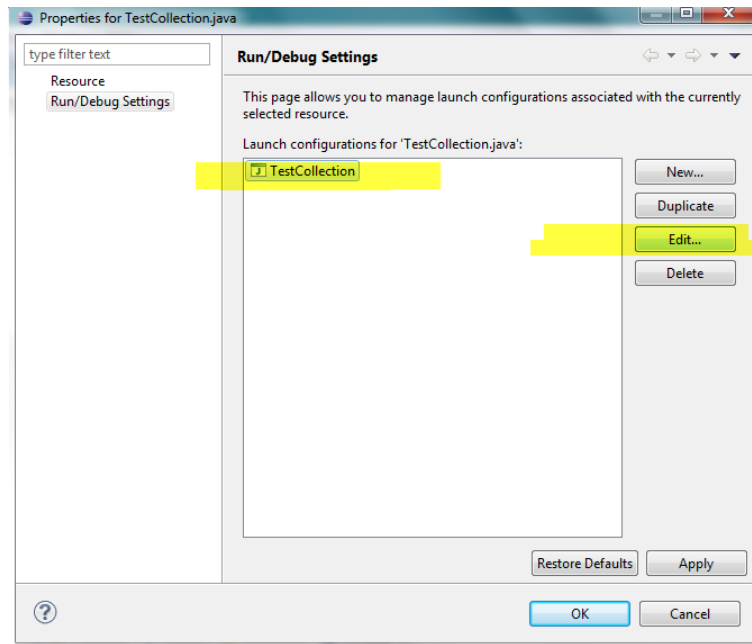 Properties for TestCollection.java
type filter text
Resource
Run/Debug Settings
Run/Debug Settings
This page allows you to manage launch configurations associated with the currently
selected resource.
Launch configurations for 'TestCollection.java':
J TestCollection
New...
Duplicate
Edit...
Delete
Restore Defaults
Apply
?
OK
Cancel